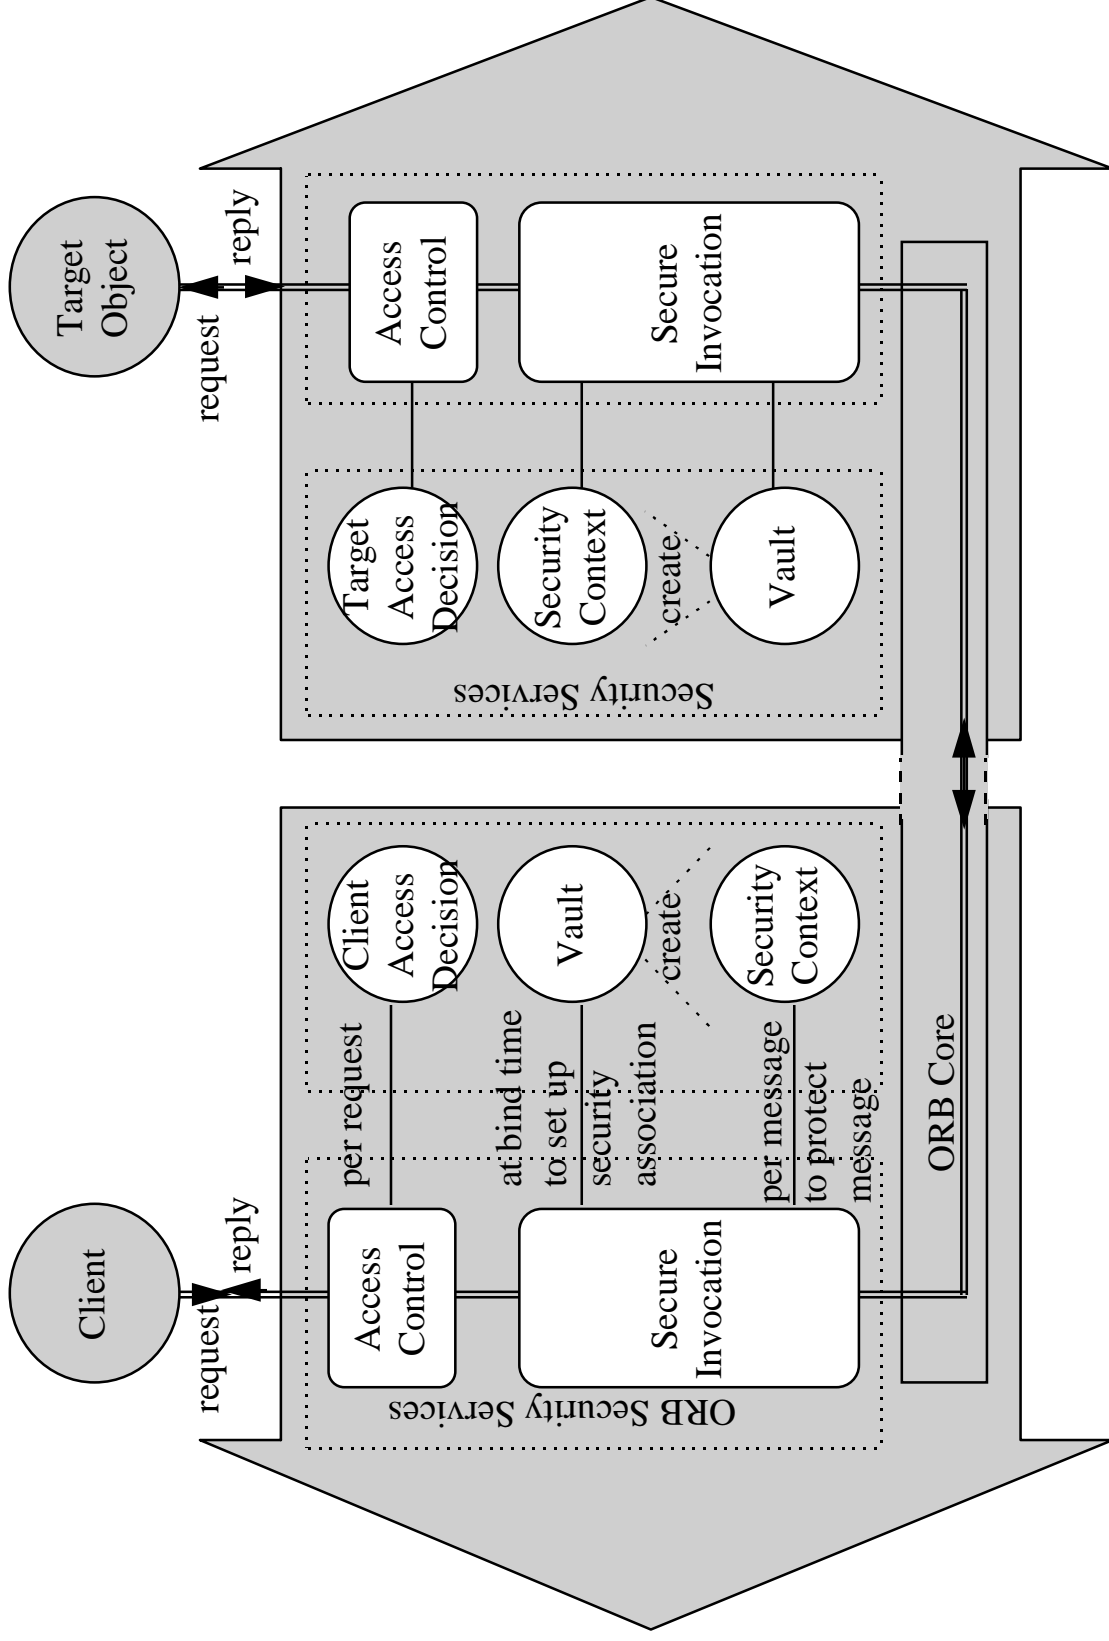 Client
request
reply
Access
Control
per request
Client
Access
Decision
Secure
Invocation
at bind time
to set up
security
association
Vault
create
per message
to protect
message
Security
Context
ORB Security Services
ORB Core
Target
Object
request
reply
Target
Access
Decision
Access
Control
Security
Context
create
Vault
Secure
Invocation
Security Services